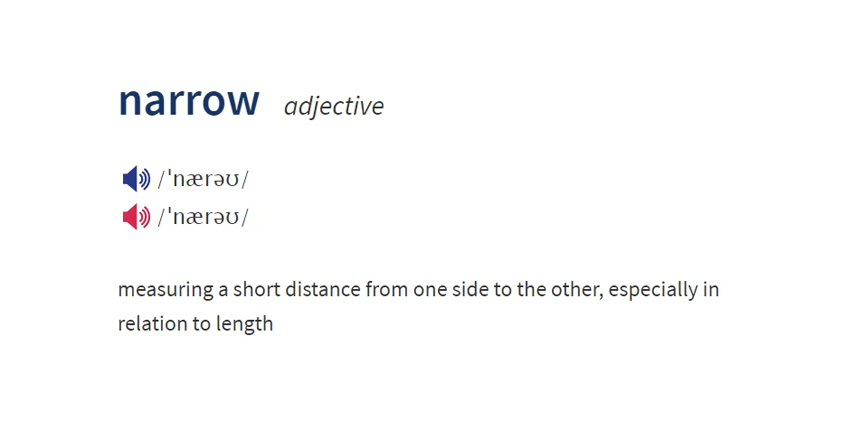 narrow adjective
/ˈnærəʊ/
/ˈnærəʊ/
measuring a short distance from one side to the other, especially in
relation to length